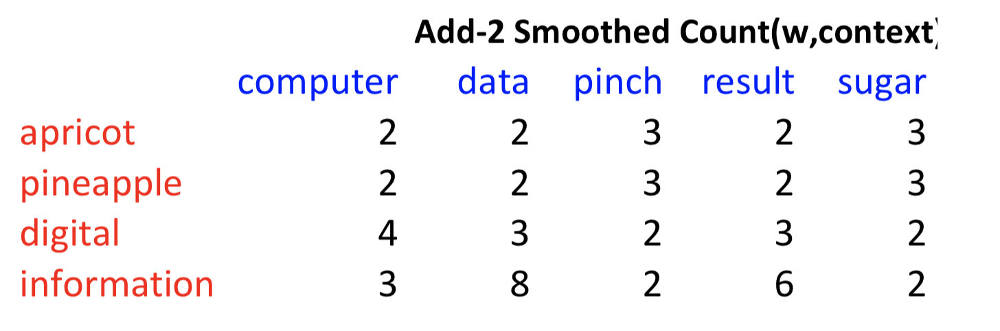 Add-2 Smoothed Count(w,context)
computer data pinch result sugar
apricot 2 2 3 2 3
pineapple 2 2 3 2 3
digital 4 3 2 3 2
information 3 8 2 6 2